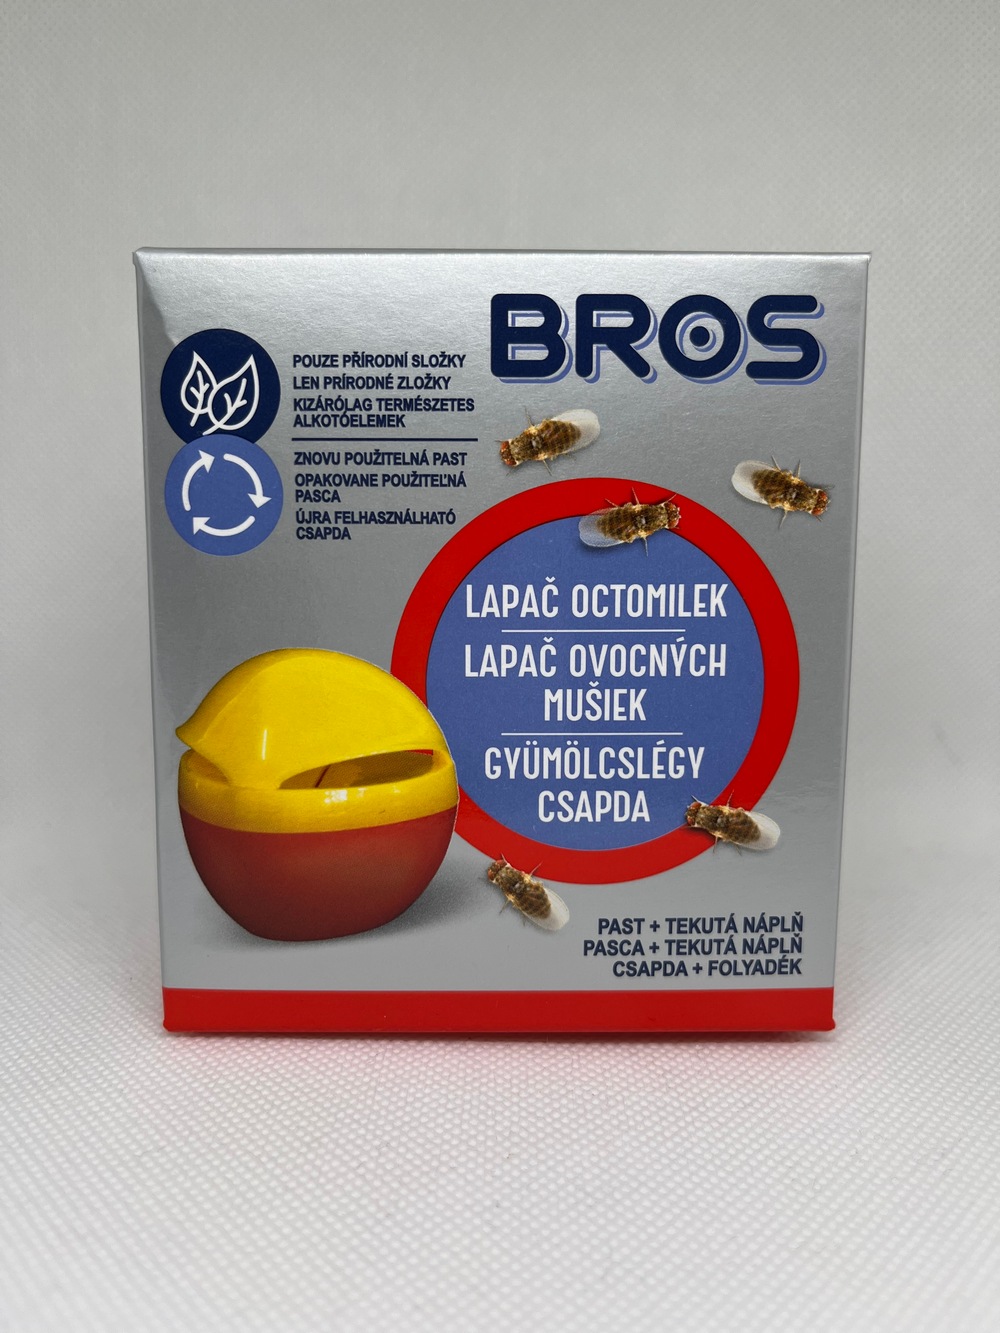 BROS
POUZE PŘÍRODNÍ SLOŽKY
LEN PRÍRODNÉ ZLOŽKY
KIZÁRÓLAG TERMÉSZETES
ALKOTÓELEMEK
ZNOVU POUŽITELNÁ PAST
OPAKOVANE POUŽITEĽNÁ
PASCA
ÚJRA FELHASZNÁLHATÓ
CSAPDA
LAPAČ OCTOMILEK
LAPAČ OVOCNÝCH
MUŠIEK
GYÜMÖLCSLÉGY
CSAPDA
PAST + TEKUTÁ NÁPLŇ
PASCA + TEKUTÁ NÁPLŇ
CSAPDA + FOLYADÉK